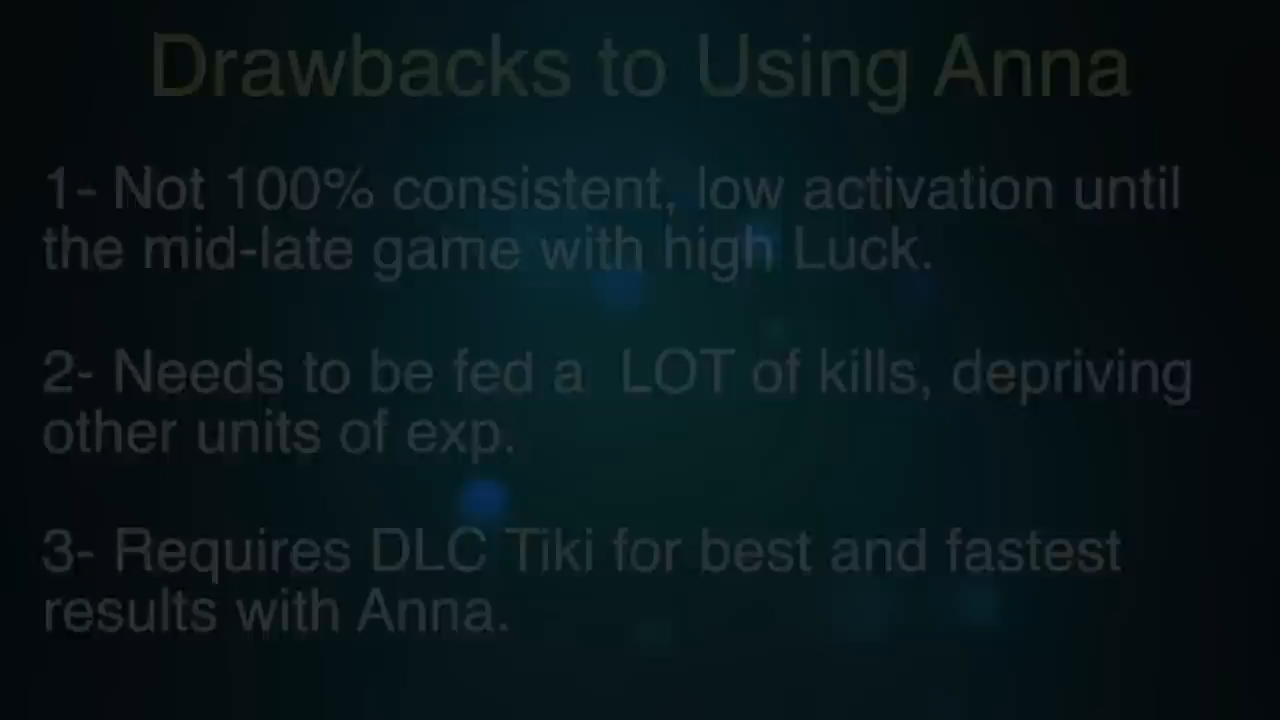 Drawbacks to Using Anna
1- Not 100% consistent, low activation until
the mid-late game with high Luck.
2- Needs to be fed a  LOT of kills, depriving
other units of exp.
3- Requires DLC Tiki for best and fastest
results with Anna.